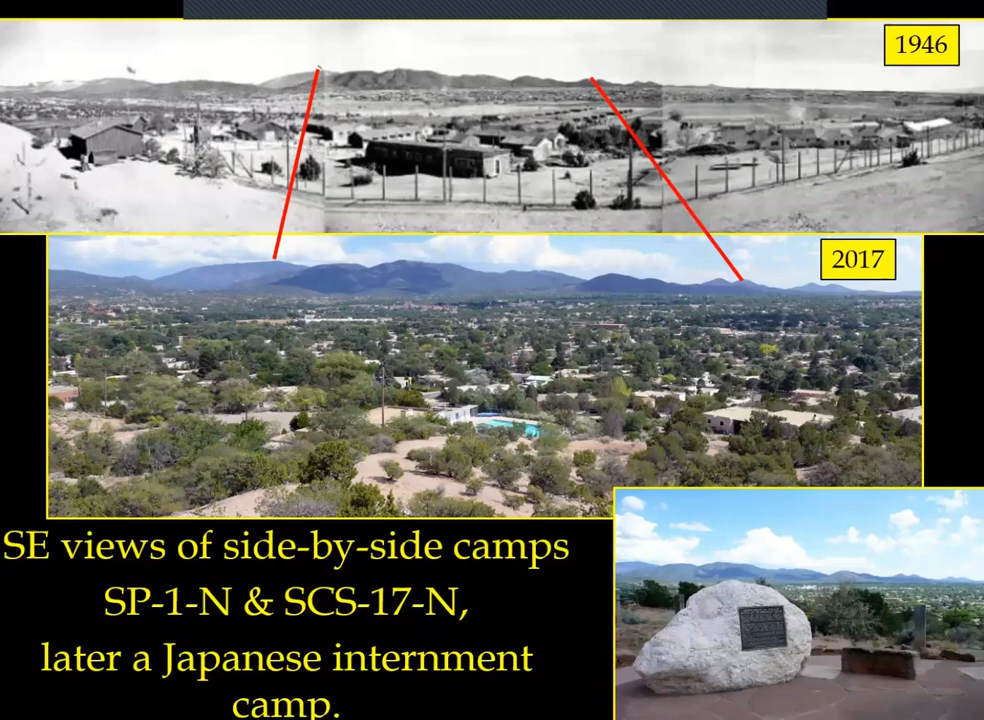 1946
2017
SE views of side-by-side camps
SP-1-N & SCS-17-N,
later a Japanese internment
camp.